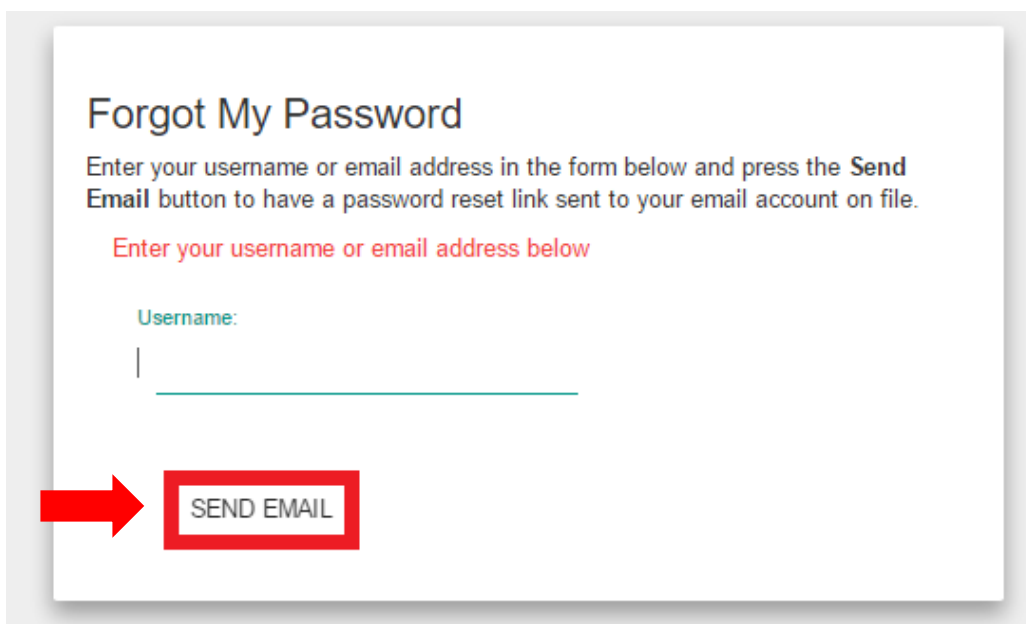 Forgot My Password
Enter your username or email address in the form below and press the Send
Email button to have a password reset link sent to your email account on file.
Enter your username or email address below
Username:
SEND EMAIL